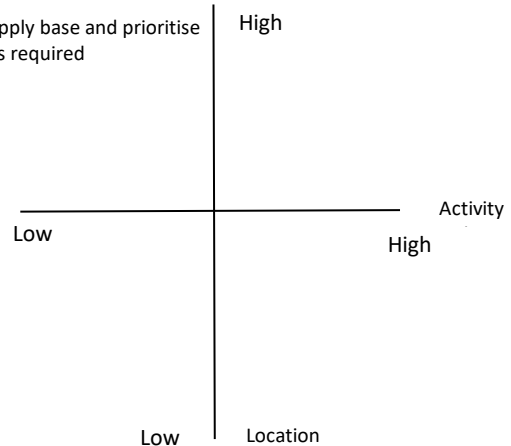 pply base and prioritise
High
s required
Activity
Low
High
Low
Location